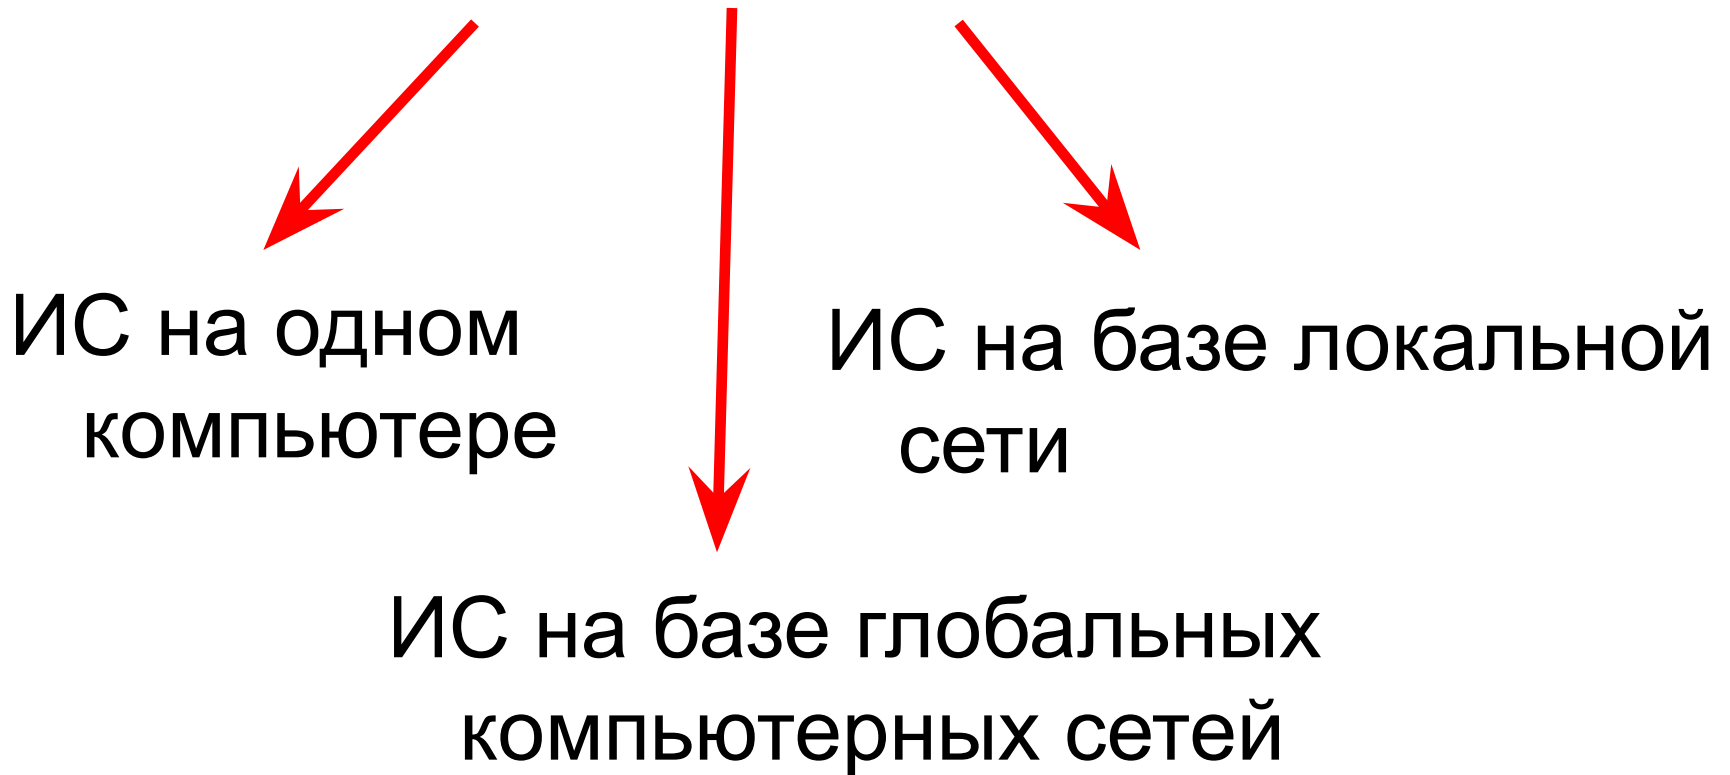 ИС на одном
компьютере
ИС на базе локальной
сети
ИС на базе глобальных
компьютерных сетей